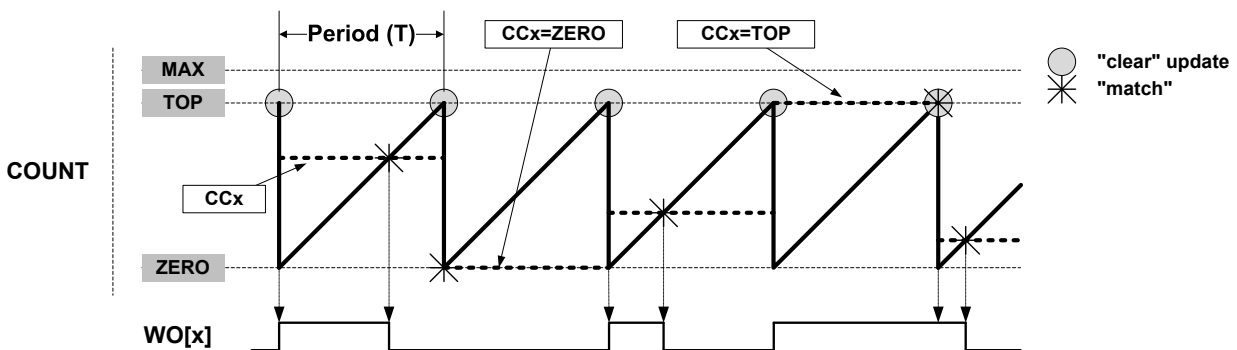 Period (T)
CCx=ZERO
CCx=TOP
"clear" update
"match"
MAX
TOP
COUNT
CCx
ZERO
WO[x]